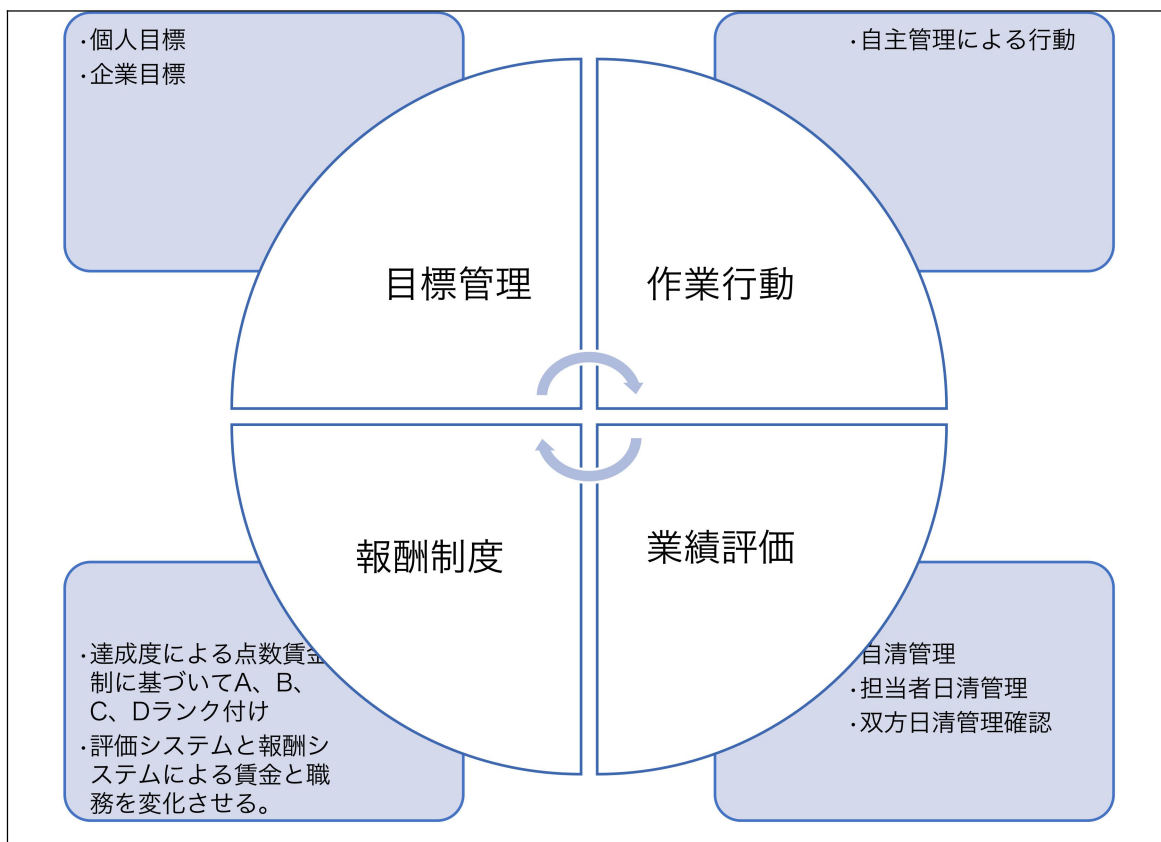 ・個人目標
・企業目標
・自主管理による行動
目標管理
作業行動
報酬制度
業績評価
・達成度による点数賃金
制に基づいてA、B、
C、Dランク付け
・評価システムと報酬シ
ステムによる賃金と職
務を変化させる。
自清管理
・担当者日清管理
・双方日清管理確認